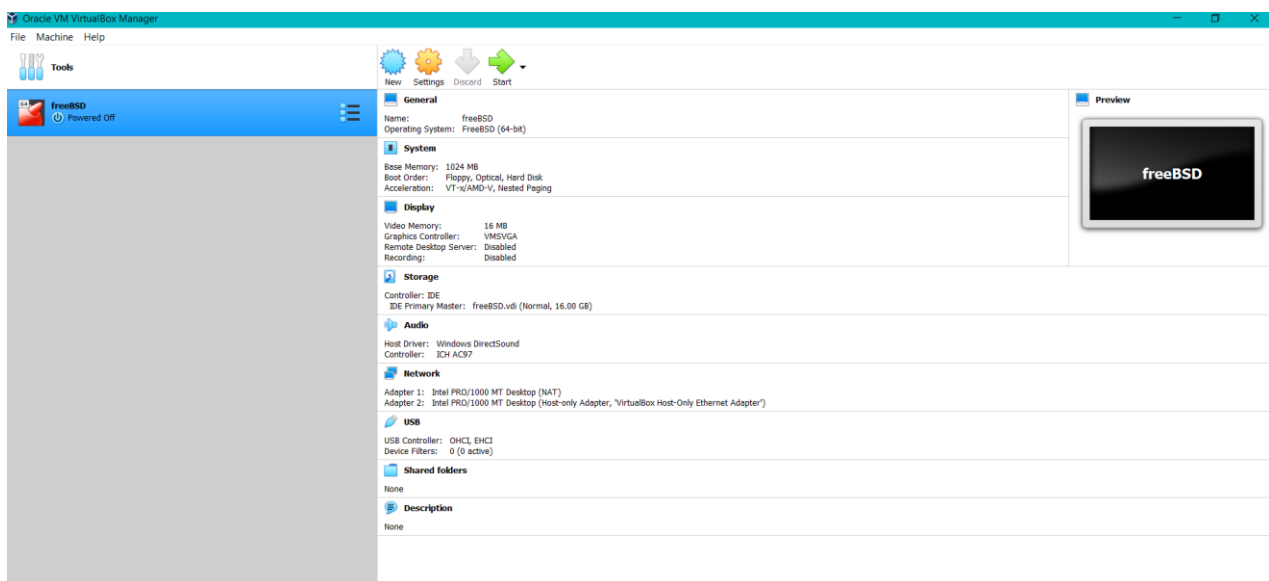 Oracle VM VirtualBox Manager
File Machine Help
Tools
New Settings Discard Start
64
freeBSD
Powered Off
General
Name: freeBSD
Operating System: FreeBSD (64-bit)
System
Base Memory: 1024 MB
Boot Order: Floppy, Optical, Hard Disk
Acceleration: VT-x/AMD-V, Nested Paging
Display
Video Memory: 16 MB
Graphics Controller: VMSVGA
Remote Desktop Server: Disabled
Recording: Disabled
Storage
Controller: IDE
IDE Primary Master: freeBSD.vdi (Normal, 16.00 GB)
Audio
Host Driver: Windows DirectSound
Controller: ICH AC97
Network
Adapter 1: Intel PRO/1000 MT Desktop (NAT)
Adapter 2: Intel PRO/1000 MT Desktop (Host-only Adapter, 'VirtualBox Host-Only Ethernet Adapter')
USB
USB Controller: OHCI, EHCI
Device Filters: 0 (0 active)
Shared folders
None
Description
None
Preview
freeBSD